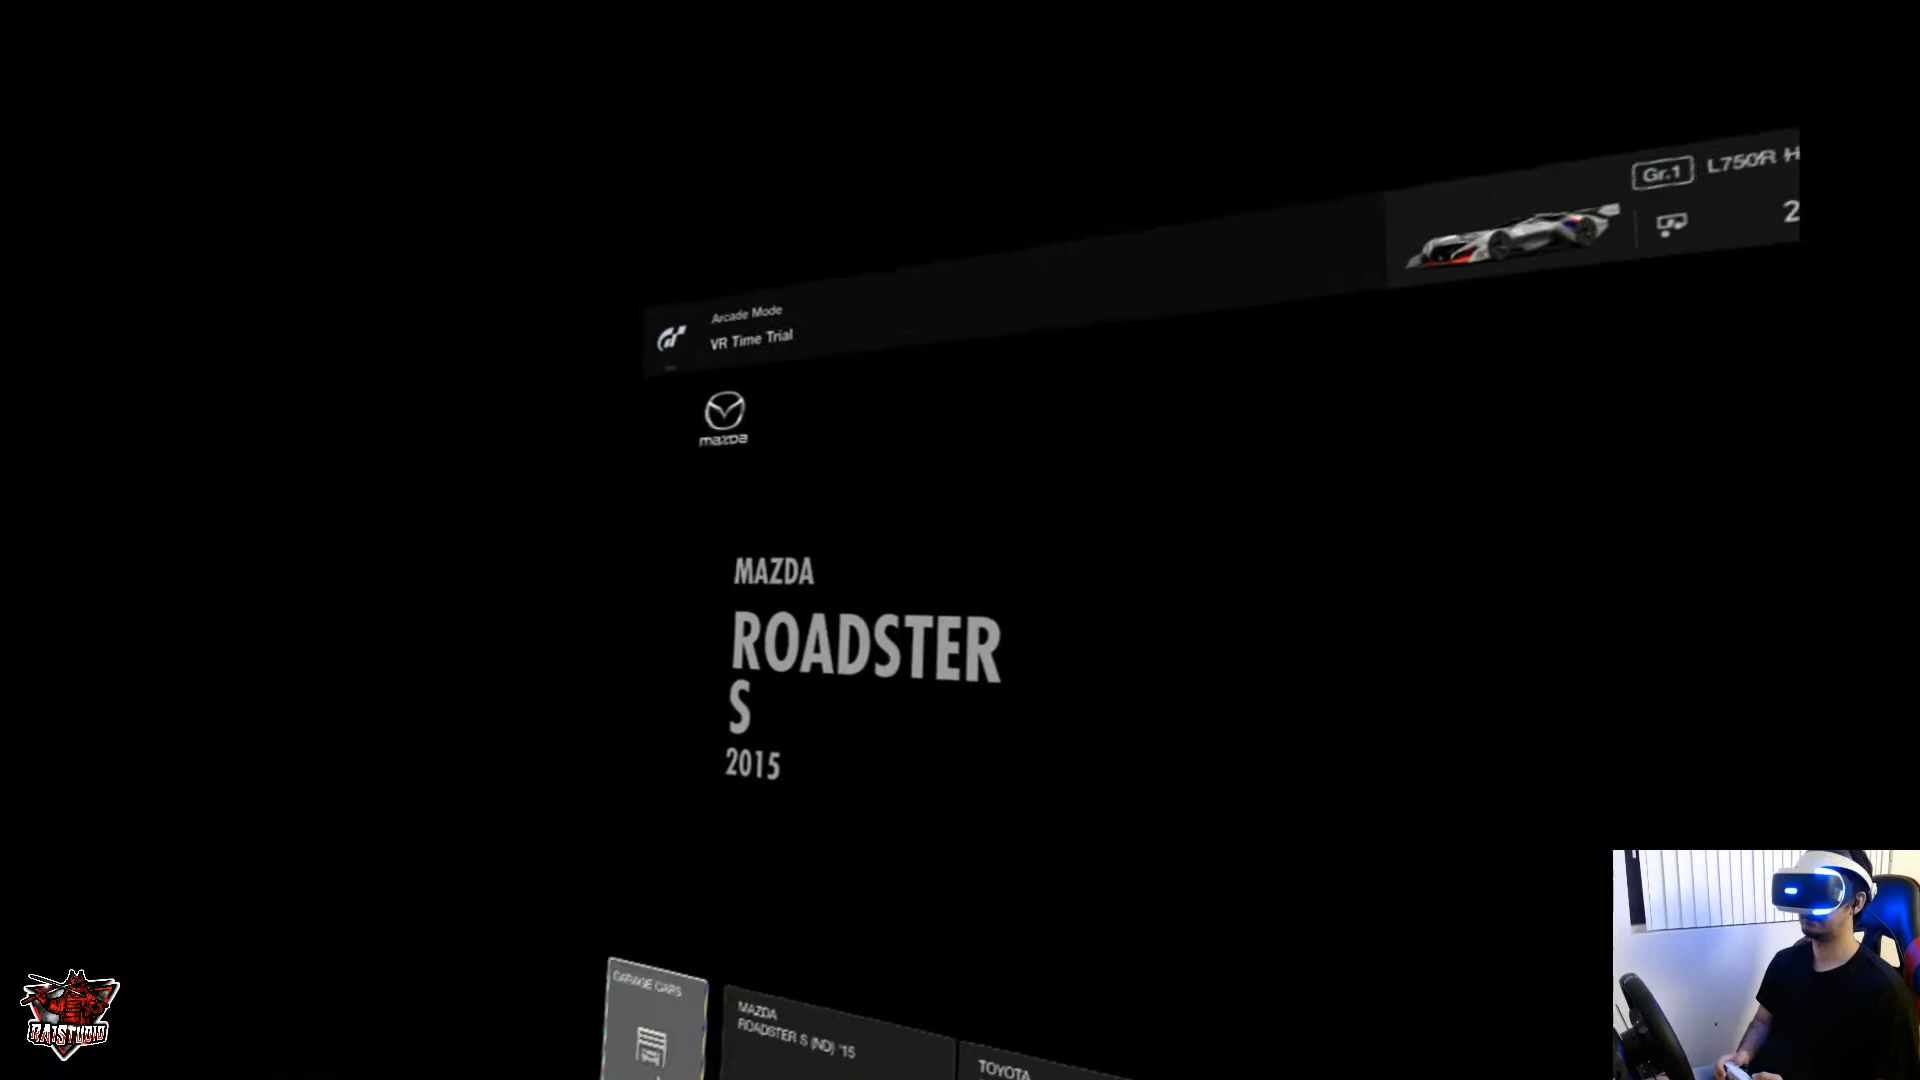 Gr.1 L750R H
2
Arcade Mode
VR Time Trial
mazda
MAZDA
ROADSTER
S
2015
GARAGE CARS
MAZDA
ROADSTER S (ND) '15
TOYOTA
RAISTUDIO